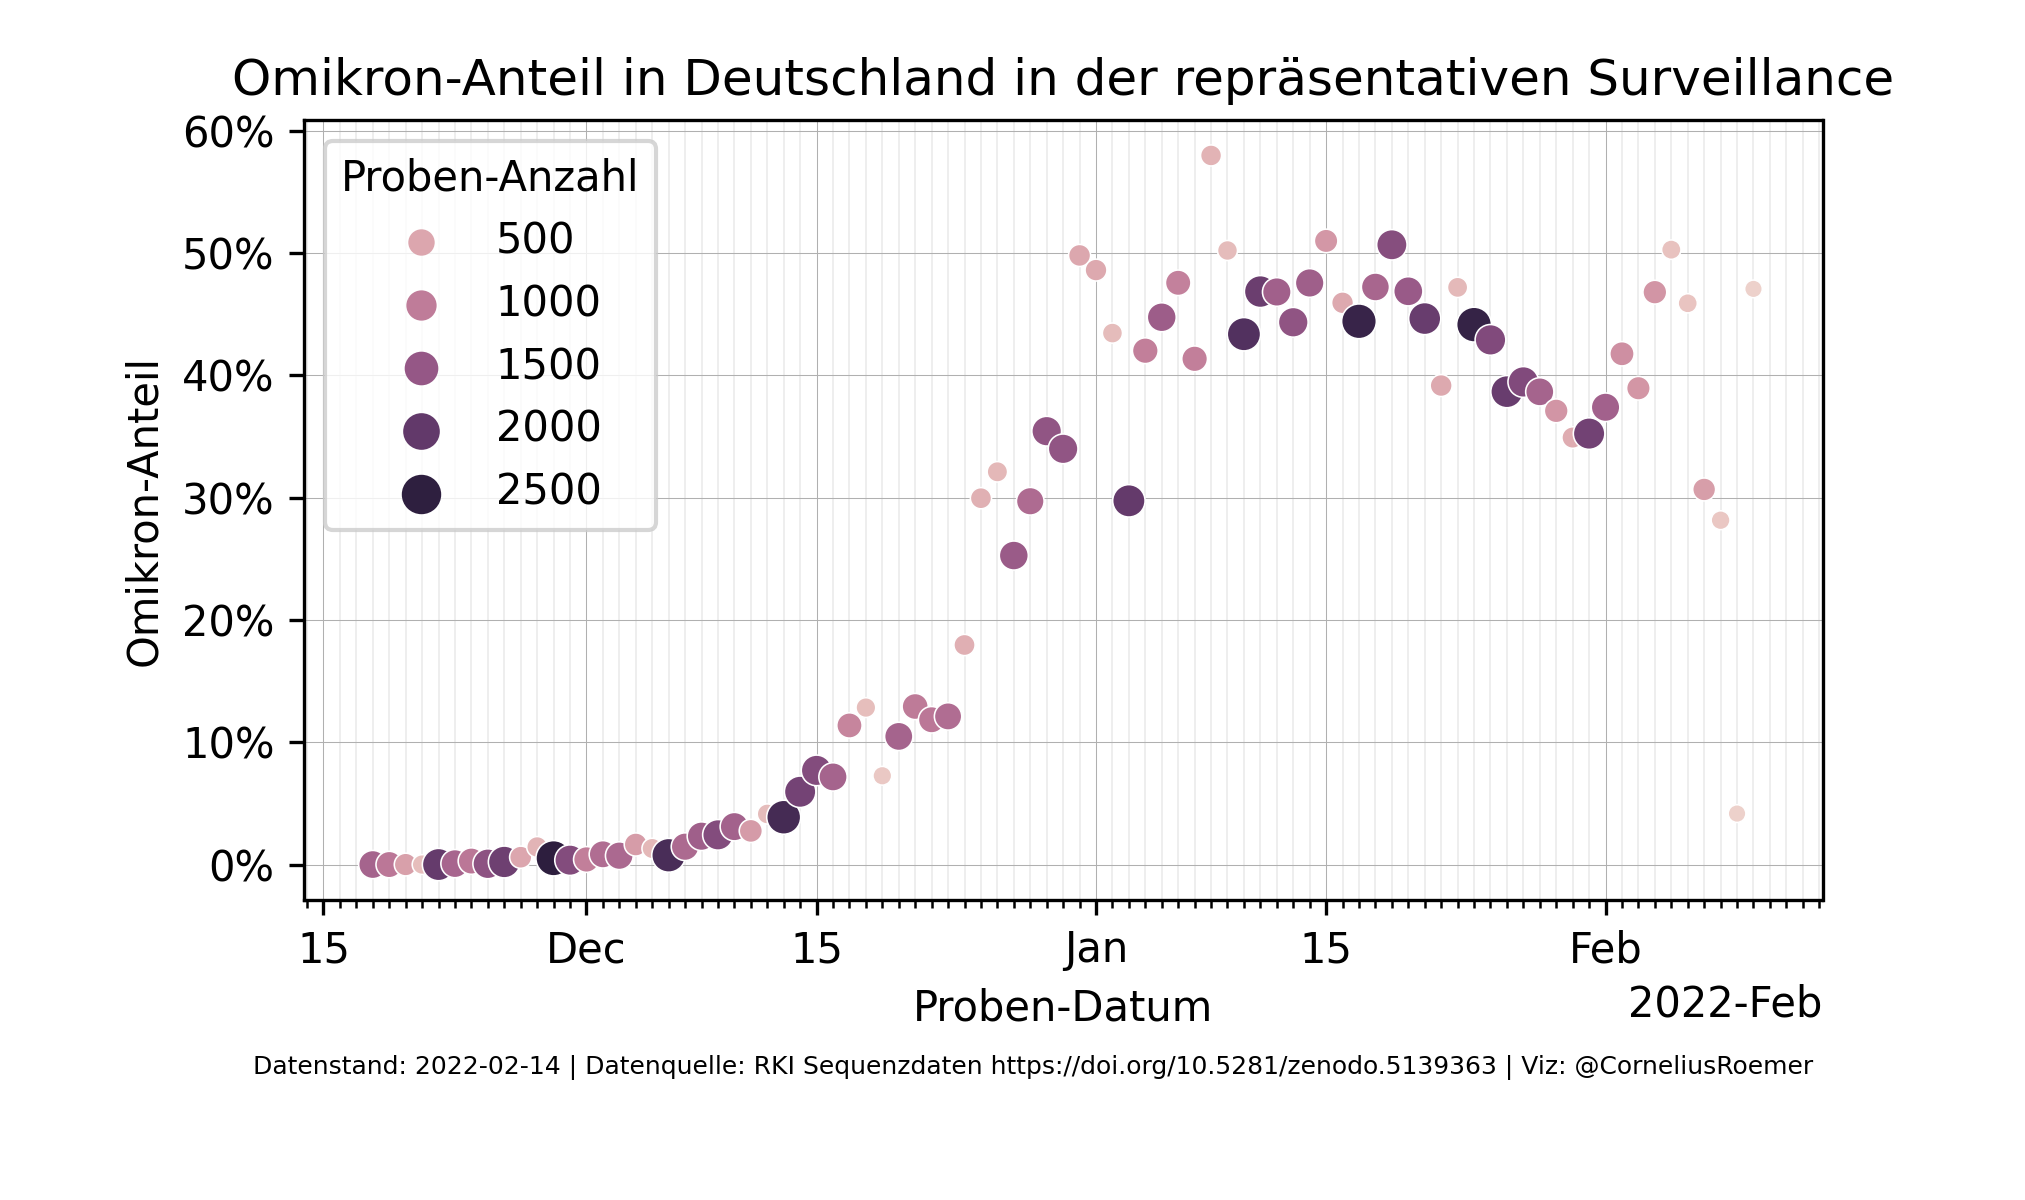 Omikron-Anteil in Deutschland in der repräsentativen Surveillance
60%
50%
40%
30%
20%
10%
0%
Omikron-Anteil
Proben-Anzahl
500
1000
1500
2000
2500
15 Dec 15 Jan 15 Feb
Proben-Datum
2022-Feb
Datenstand: 2022-02-14 | Datenquelle: RKI Sequenzdaten https://doi.org/10.5281/zenodo.5139363 | Viz: @CorneliusRoemer